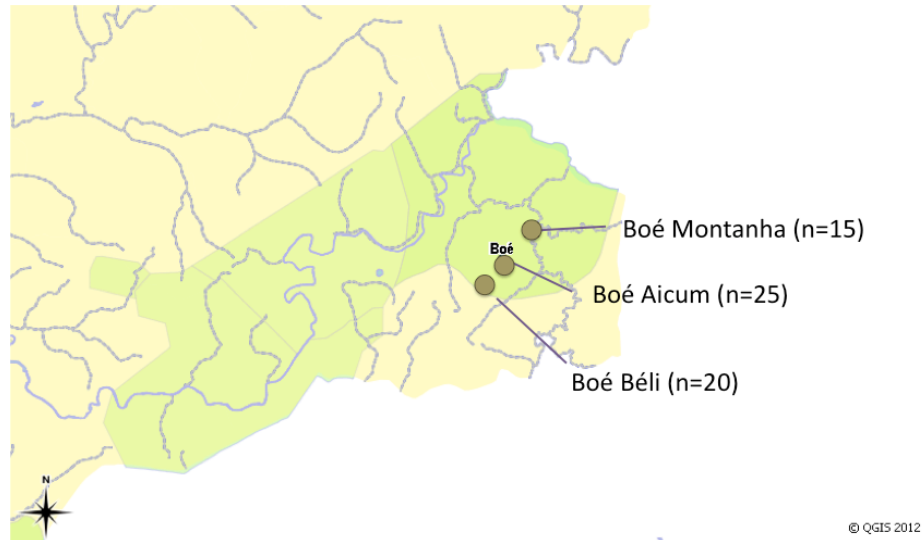 Boé Montanha (n=15)
Boé
Boé Aicum (n=25)
Boé Béli (n=20)
N
© QGIS 2012